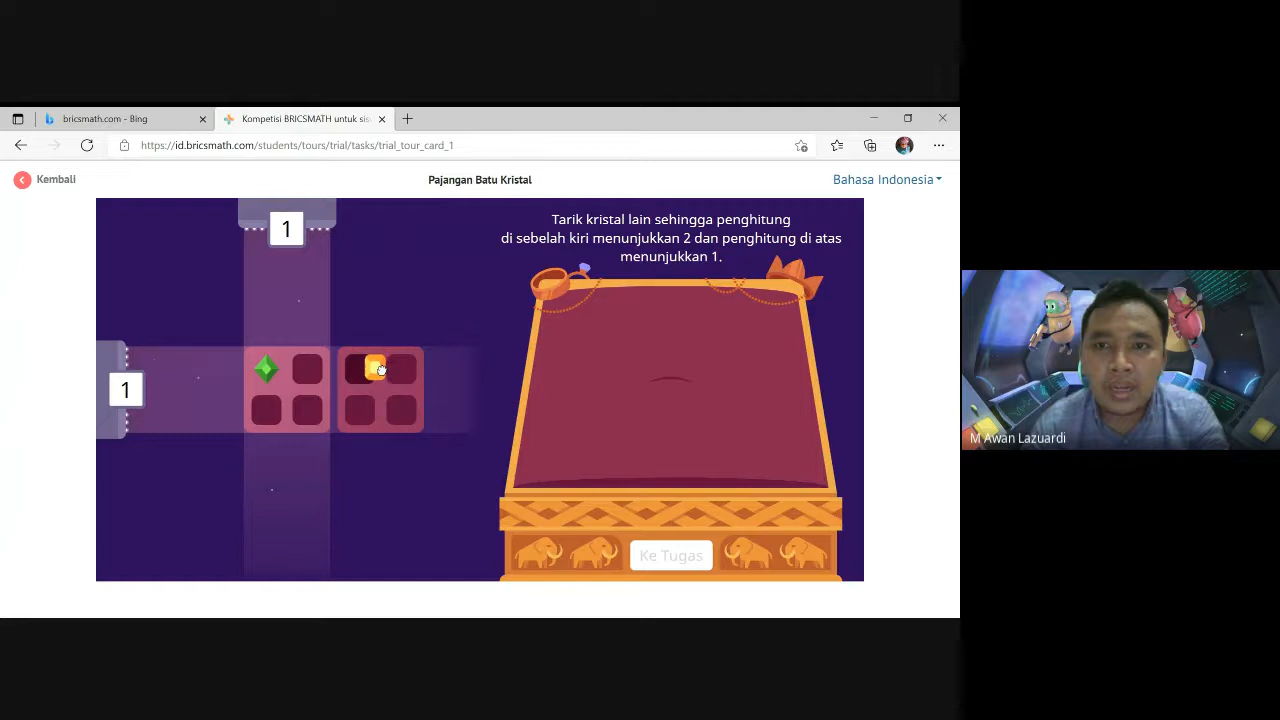 bricsmath.com - Bing
Kompetisi BRICSMATH untuk sis
https://id.bricsmath.com/students/tours/trial/tasks/trial_tour_card_1
Kembali
Pajangan Batu Kristal
Bahasa Indonesia
1
Tarik kristal lain sehingga penghitung
di sebelah kiri menunjukkan 2 dan penghitung di atas
menunjukkan 1.
1
M Awan Lazuardi
Ke Tugas